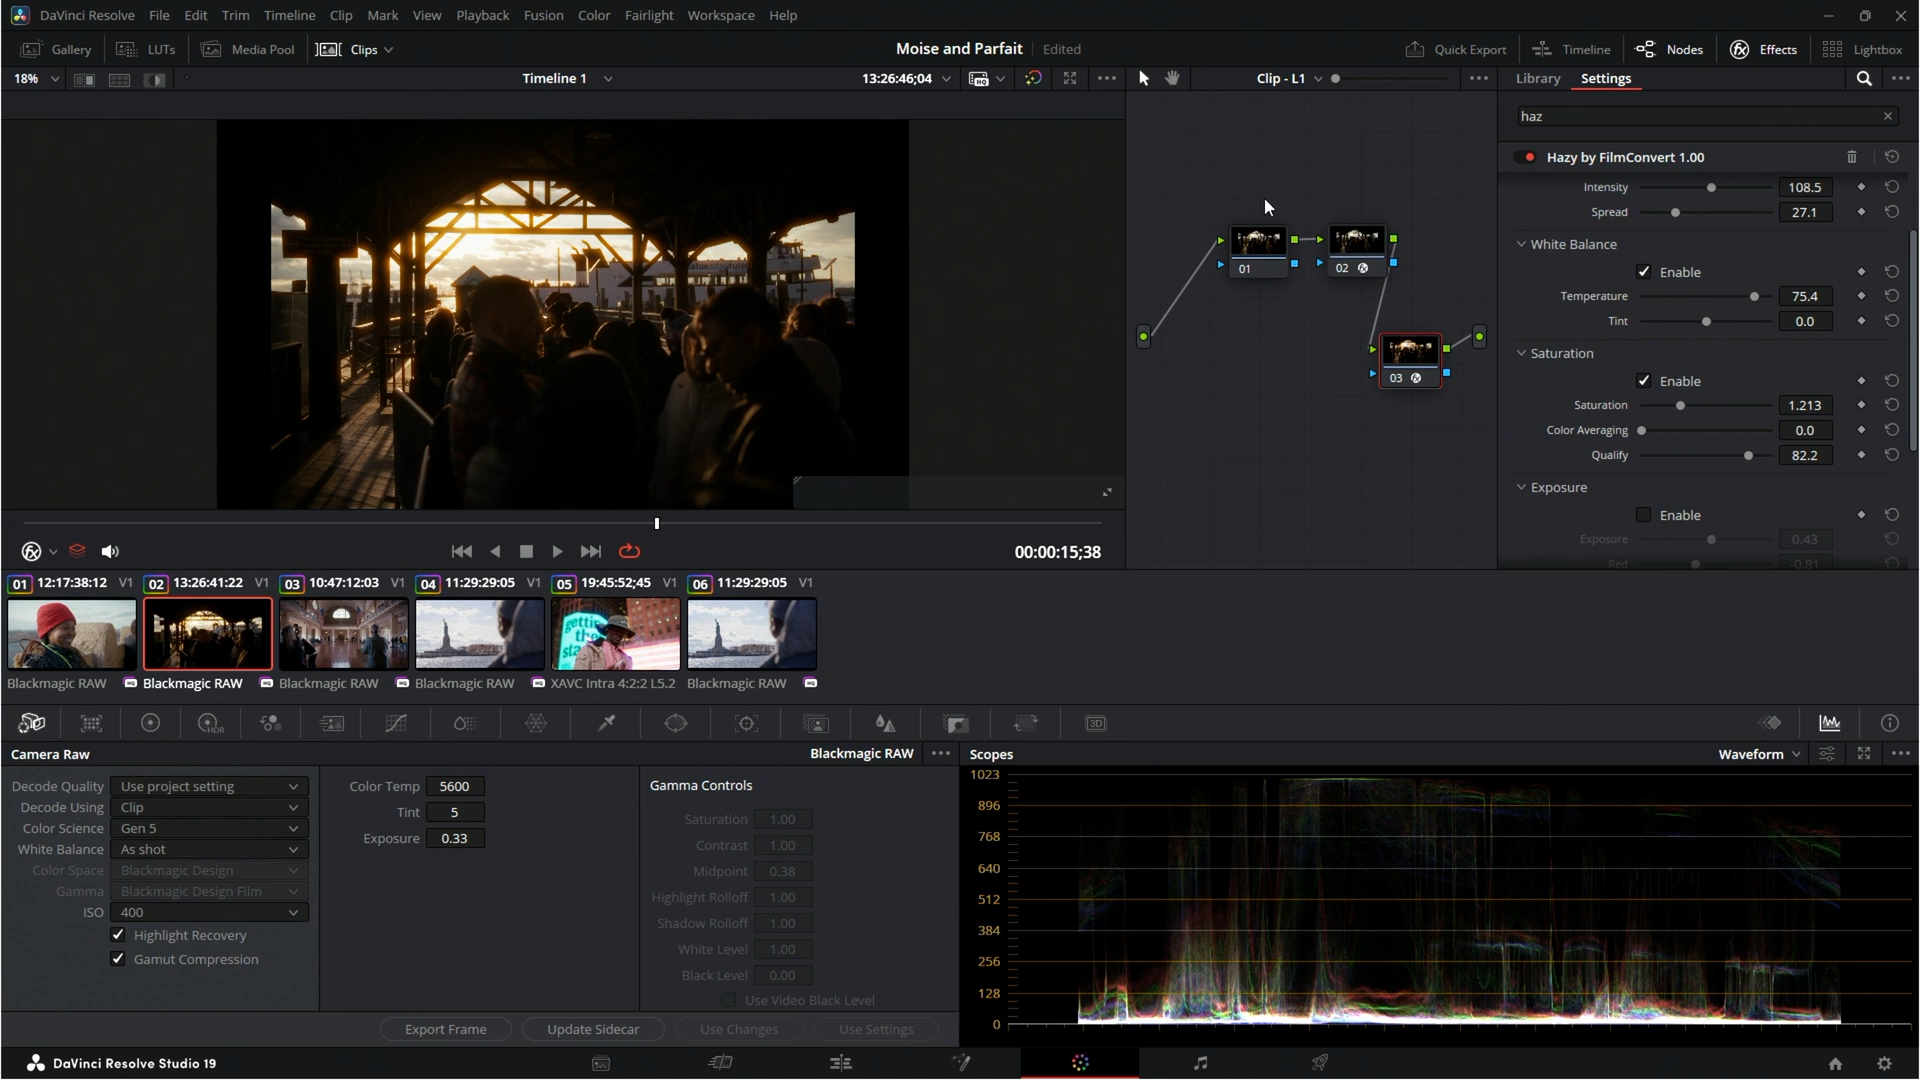 DaVinci Resolve File Edit Trim Timeline Clip Mark View Playback Fusion Color Fairlight Workspace Help
Gallery LUTs Media Pool Clips Moise and Parfait Edited Quick Export Timeline Nodes Effects Lightbox
18% Timeline 1 13:26:46;04 Clip - L1 Library Settings
haz
Hazy by FilmConvert 1.00
Intensity 108.5
Spread 27.1
White Balance
Enable
Temperature 75.4
Tint 0.0
Saturation
Enable
Saturation 1.213
Color Averaging 0.0
Qualify 82.2
Exposure
Enable
Exposure 0.43
Red -0.81
01
02
03
00:00:15;38
01 12:17:38:12 V1 02 13:26:41:22 V1 03 10:47:12:03 V1 04 11:29:29:05 V1 05 19:45:52;45 V1 06 11:29:29:05 V1
Blackmagic RAW Blackmagic RAW Blackmagic RAW Blackmagic RAW XAVC Intra 4:2:2 L5.2 Blackmagic RAW
HDR
3D
Camera Raw Blackmagic RAW
Decode Quality Use project setting
Decode Using Clip
Color Science Gen 5
White Balance As shot
Color Space Blackmagic Design
Gamma Blackmagic Design Film
ISO 400
Highlight Recovery
Gamut Compression
Color Temp 5600
Tint 5
Exposure 0.33
Gamma Controls
Saturation 1.00
Contrast 1.00
Midpoint 0.38
Highlight Rolloff 1.00
Shadow Rolloff 1.00
White Level 1.00
Black Level 0.00
Use Video Black Level
Export Frame Update Sidecar Use Changes Use Settings
Scopes Waveform
1023
896
768
640
512
384
256
128
0
DaVinci Resolve Studio 19